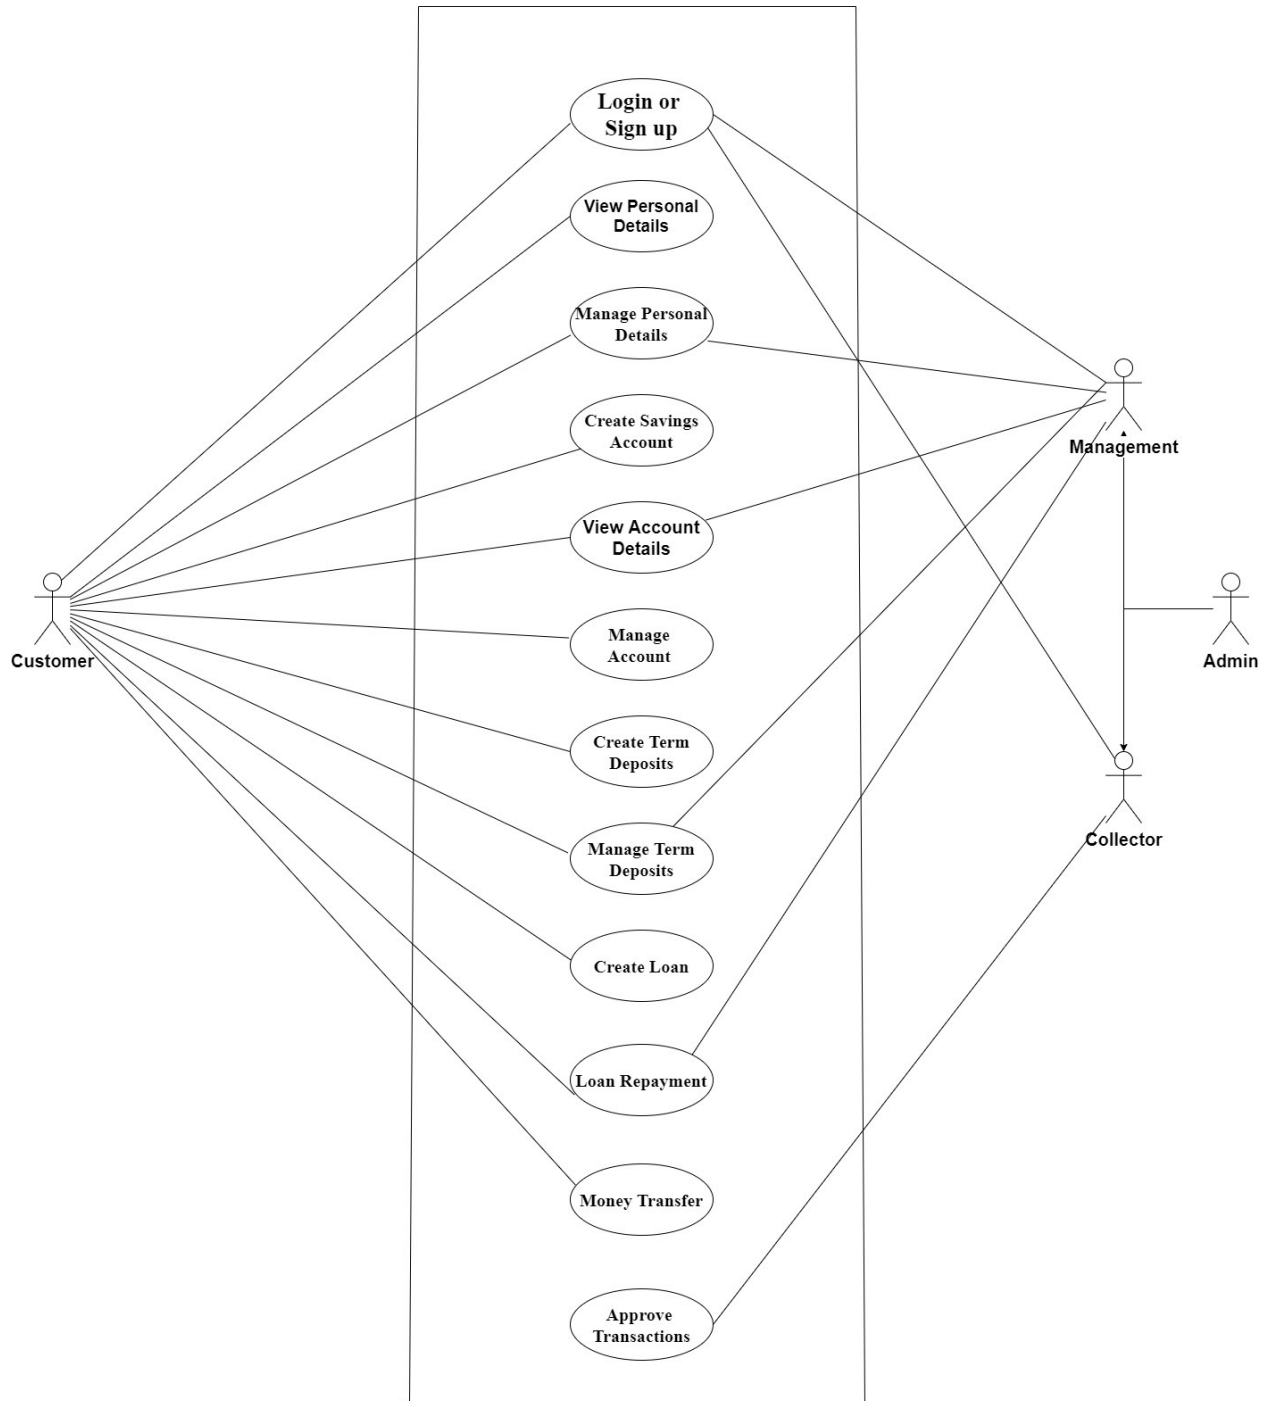 Login or
Sign up
View Personal
Details
Manage Personal
Details
Create Savings
Account
Management
View Account
Details
Customer
Manage
Account
Admin
Create Term
Deposits
Manage Term
Deposits
Collector
Create Loan
Loan Repayment
Money Transfer
Approve
Transactions